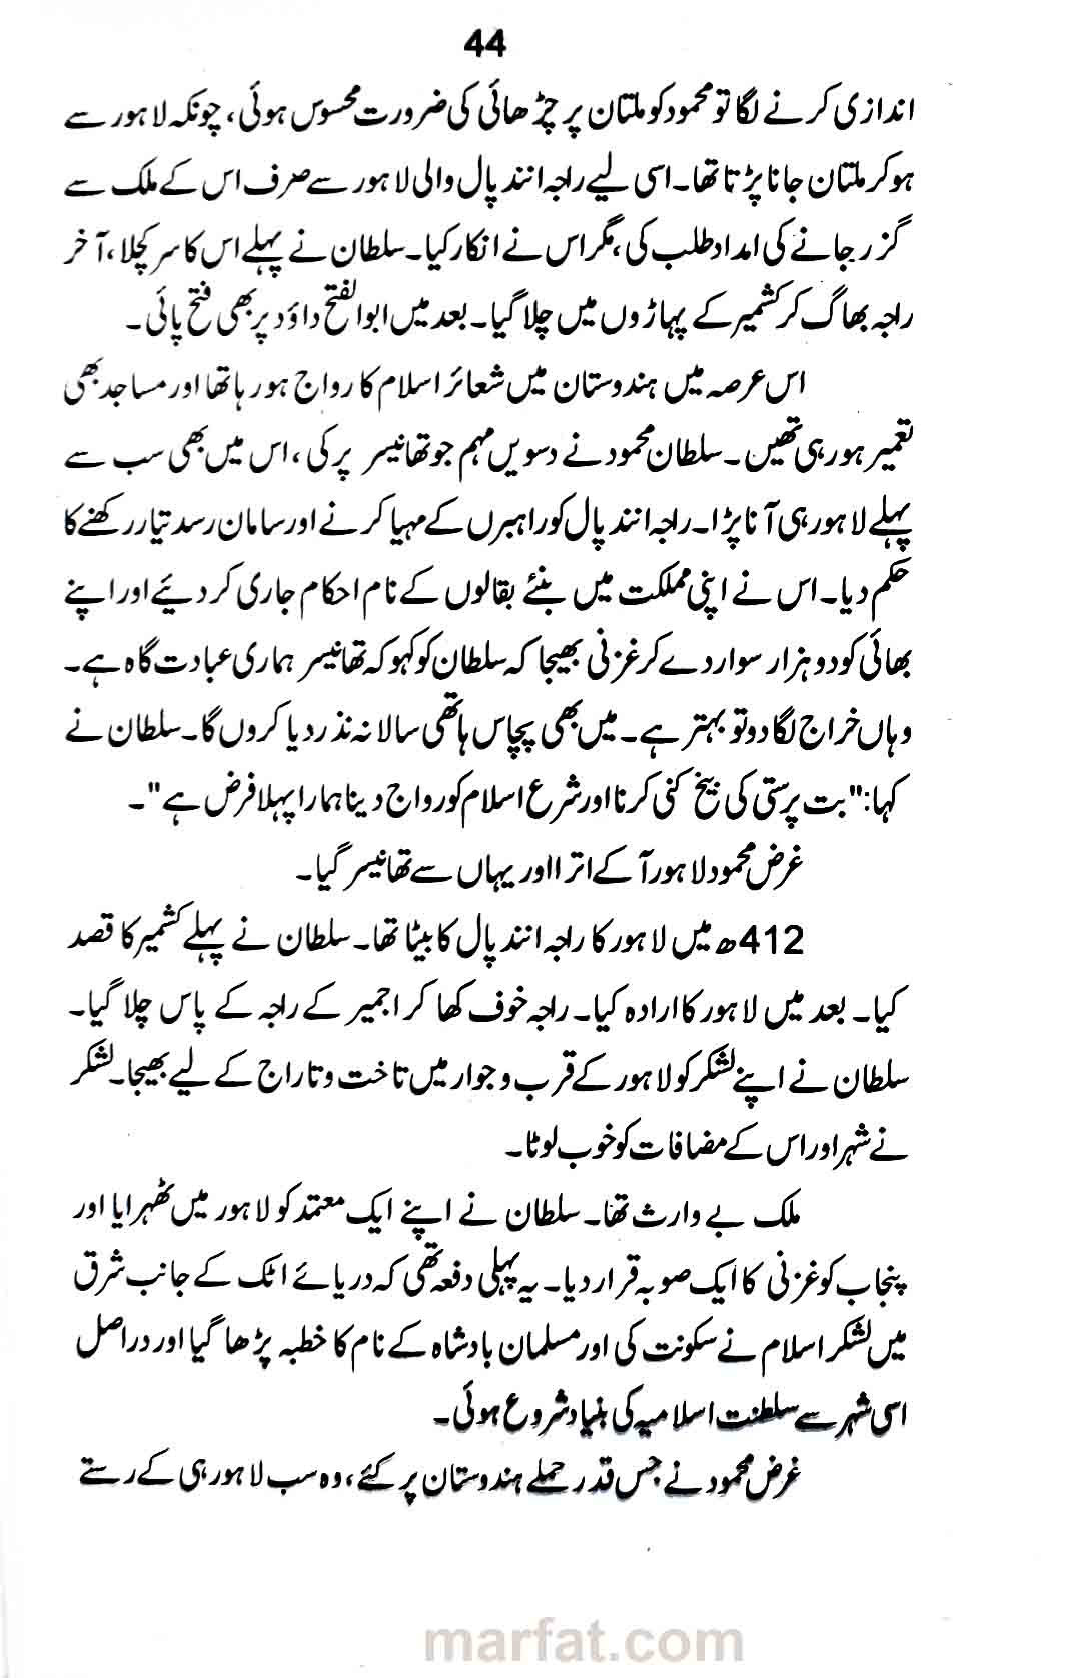 44
اندازی کرنے لگا تو محمود کو ملتان پر چڑھائی کی ضرورت محسوس ہوئی، چونکہ لاہور سے
ہو کر ملتان جانا پڑتا تھا۔ اسی لیے راجہ انند پال والی لاہور سے صرف اس کے ملک سے
گزر جانے کی امداد طلب کی، مگر اس نے انکار کیا۔ سلطان نے پہلے اس کا سر کچلا، آخر
راجہ بھاگ کر کشمیر کے پہاڑوں میں چلا گیا۔ بعد میں ابوالفتح داؤد پر بھی فتح پائی۔
اس عرصہ میں ہندوستان میں شعائر اسلام کا رواج ہو رہا تھا اور مساجد بھی
تعمیر ہو رہی تھیں۔ سلطان محمود نے دسویں مہم جو تھانیسر پر کی، اس میں بھی سب سے
پہلے لاہور ہی آنا پڑا۔ راجہ انند پال کو راہبروں کے مہیا کرنے اور سامان رسد تیار رکھنے کا
حکم دیا۔ اس نے اپنی مملکت میں بنئے بقالوں کے نام احکام جاری کر دیئے اور اپنے
بھائی کو دو ہزار سوار دے کر غزنی بھیجا کہ سلطان کو کہو کہ تھانیسر ہماری عبادت گاہ ہے۔
وہاں خراج لگا دو تو بہتر ہے۔ میں بھی پچاس ہاتھی سالانہ نذر دیا کروں گا۔ سلطان نے
کہا: "بت پرستی کی بیخ کنی کرنا اور شرع اسلام کو رواج دینا ہمارا پہلا فرض ہے"۔
غرض محمود لاہور آ کے اترا اور یہاں سے تھانیسر گیا۔
412ھ میں لاہور کا راجہ انند پال کا بیٹا تھا۔ سلطان نے پہلے کشمیر کا قصد
کیا۔ بعد میں لاہور کا ارادہ کیا۔ راجہ خوف کھا کر اجمیر کے راجہ کے پاس چلا گیا۔
سلطان نے اپنے لشکر کو لاہور کے قرب و جوار میں تاخت و تاراج کے لیے بھیجا۔ لشکر
نے شہر اور اس کے مضافات کو خوب لوٹا۔
ملک بے وارث تھا۔ سلطان نے اپنے ایک معتمد کو لاہور میں ٹھہرایا اور
پنجاب کو غزنی کا ایک صوبہ قرار دیا۔ یہ پہلی دفعہ تھی کہ دریائے اٹک کے جانب شرق
میں لشکر اسلام نے سکونت کی اور مسلمان بادشاہ کے نام کا خطبہ پڑھا گیا اور دراصل
اسی شہر سے سلطنت اسلامیہ کی بنیاد شروع ہوئی۔
غرض محمود نے جس قدر حملے ہندوستان پر کئے، وہ سب لاہور ہی کے رستے
marfat.com